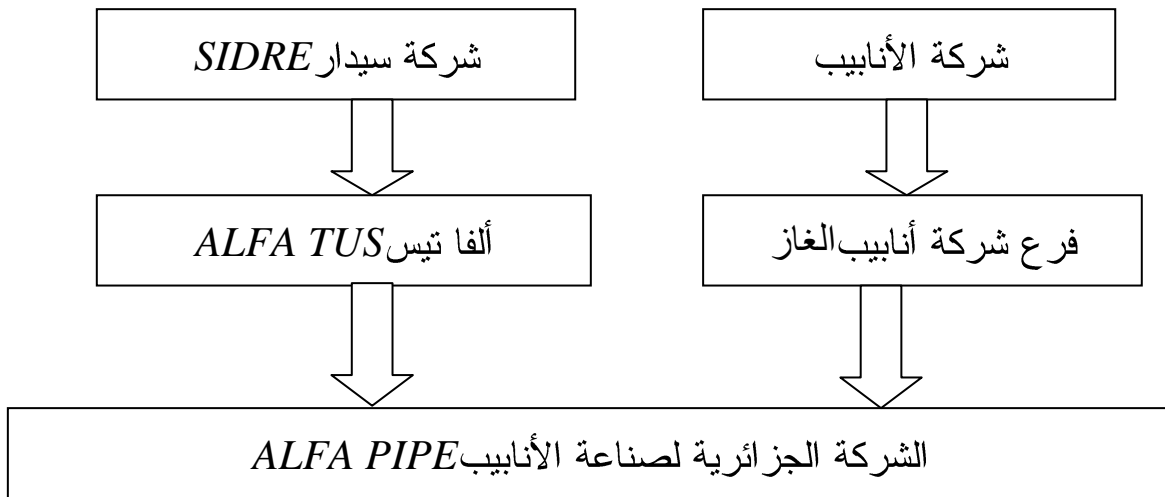 شركة الأنابيب
شركة سيدار SIDRE
فرع شركة أنابيب الغاز
ألفا تيس ALFA TUS
الشركة الجزائرية لصناعة الأنابيب ALFA PIPE